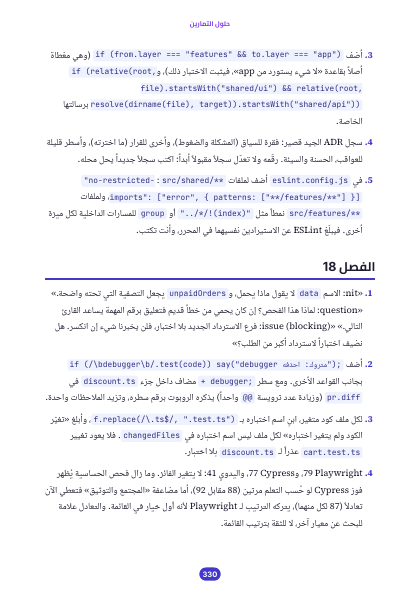 حلول التمارين
3. أضف if (from.layer === "features" && to.layer === "app") (وهي مغطاة
أصلاً بقاعدة «لا شيء يستورد من app»، فيثبت الاختبار ذلك)، و if (relative(root,
file).startsWith("shared/ui") && relative(root,
resolve(dirname(file), target)).startsWith("shared/api")) برسالتها
الخاصة.
4. سجل ADR الجيد قصير: فقرة للسياق (المشكلة والضغوط)، وأخرى للقرار (ما اخترته)، وأسطر قليلة
للعواقب، الحسنة والسيئة. رقّمه ولا تعدّل سجلاً مقبولاً أبداً؛ اكتب سجلاً جديداً يحل محله.
5. في eslint.config.js أضف لملفات src/shared/** :"no-restricted-
imports": ["error", { patterns: ["**/features/**"] }]، ولملفات
src/features/** نمطاً مثل "../*/!(index)" أو group للمسارات الداخلية لكل ميزة
أخرى. فيبلّغ ESLint عن الاستيرادين نفسيهما في المحرر، وأنت تكتب.
الفصل 18
1. «nit: الاسم data لا يقول ماذا يحمل، و unpaidOrders يجعل التصفية التي تحته واضحة.»
«question: لماذا هذا الفحص؟ إن كان يحمي من خطأ قديم فتعليق برقم المهمة يساعد القارئ
التالي.» «issue (blocking): فرع الاسترداد الجديد بلا اختبار، فلن يخبرنا شيء إن انكسر. هل
نضيف اختباراً لاسترداد أكبر من الطلب؟»
2. أضف if (/\bdebugger\b/.test(code)) say("debugger متروك: احذفه");
بجانب القواعد الأخرى. ومع سطر + debugger; مضاف داخل جزء discount.ts في
pr.diff (وزيادة عدد ترويسة @@ واحداً) يذكره الروبوت برقم سطره، وتزيد الملاحظات واحدة.
3. لكل ملف كود متغير، ابنِ اسم اختباره بـ f.replace(/\.ts$/, ".test.ts")، وأبلغ «تغيّر
الكود ولم يتغير اختباره» لكل ملف ليس اسم اختباره في changedFiles. فلا يعود تغيير
cart.test.ts عذراً لـ discount.ts بلا اختبار.
4. Playwright 79، وCypress 77، واليدوي 41: لا يتغير الفائز. وما زال فحص الحساسية يُظهر
فوز Cypress لو حُسب التعلم مرتين (88 مقابل 92)، أما مضاعفة «المجتمع والتوثيق» فتعطي الآن
تعادلاً (87 لكل منهما)، يتركه الترتيب لـ Playwright لأنه أول خيار في القائمة. والتعادل علامة
للبحث عن معيار آخر، لا للثقة بترتيب القائمة.
330